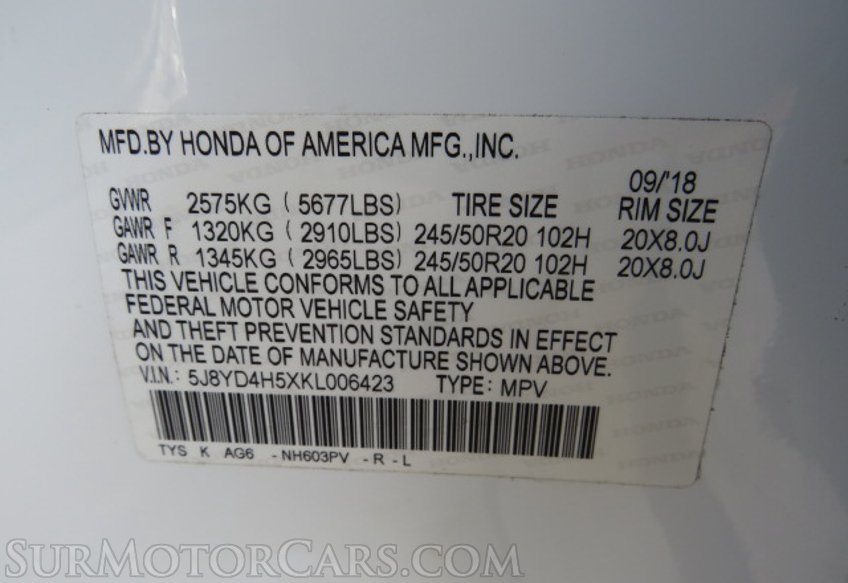 MFD.BY HONDA OF AMERICA MFG.,INC.
09/'18
GVWR 2575KG ( 5677LBS) TIRE SIZE RIM SIZE
GAWR F 1320KG ( 2910LBS) 245/50R20 102H 20X8.0J
GAWR R 1345KG ( 2965LBS) 245/50R20 102H 20X8.0J
THIS VEHICLE CONFORMS TO ALL APPLICABLE
FEDERAL MOTOR VEHICLE SAFETY
AND THEFT PREVENTION STANDARDS IN EFFECT
ON THE DATE OF MANUFACTURE SHOWN ABOVE.
V.I.N.: 5J8YD4H5XKL006423 TYPE: MPV
TYS K AG6 -NH603PV -R-L
SURMOTORCARS.COM